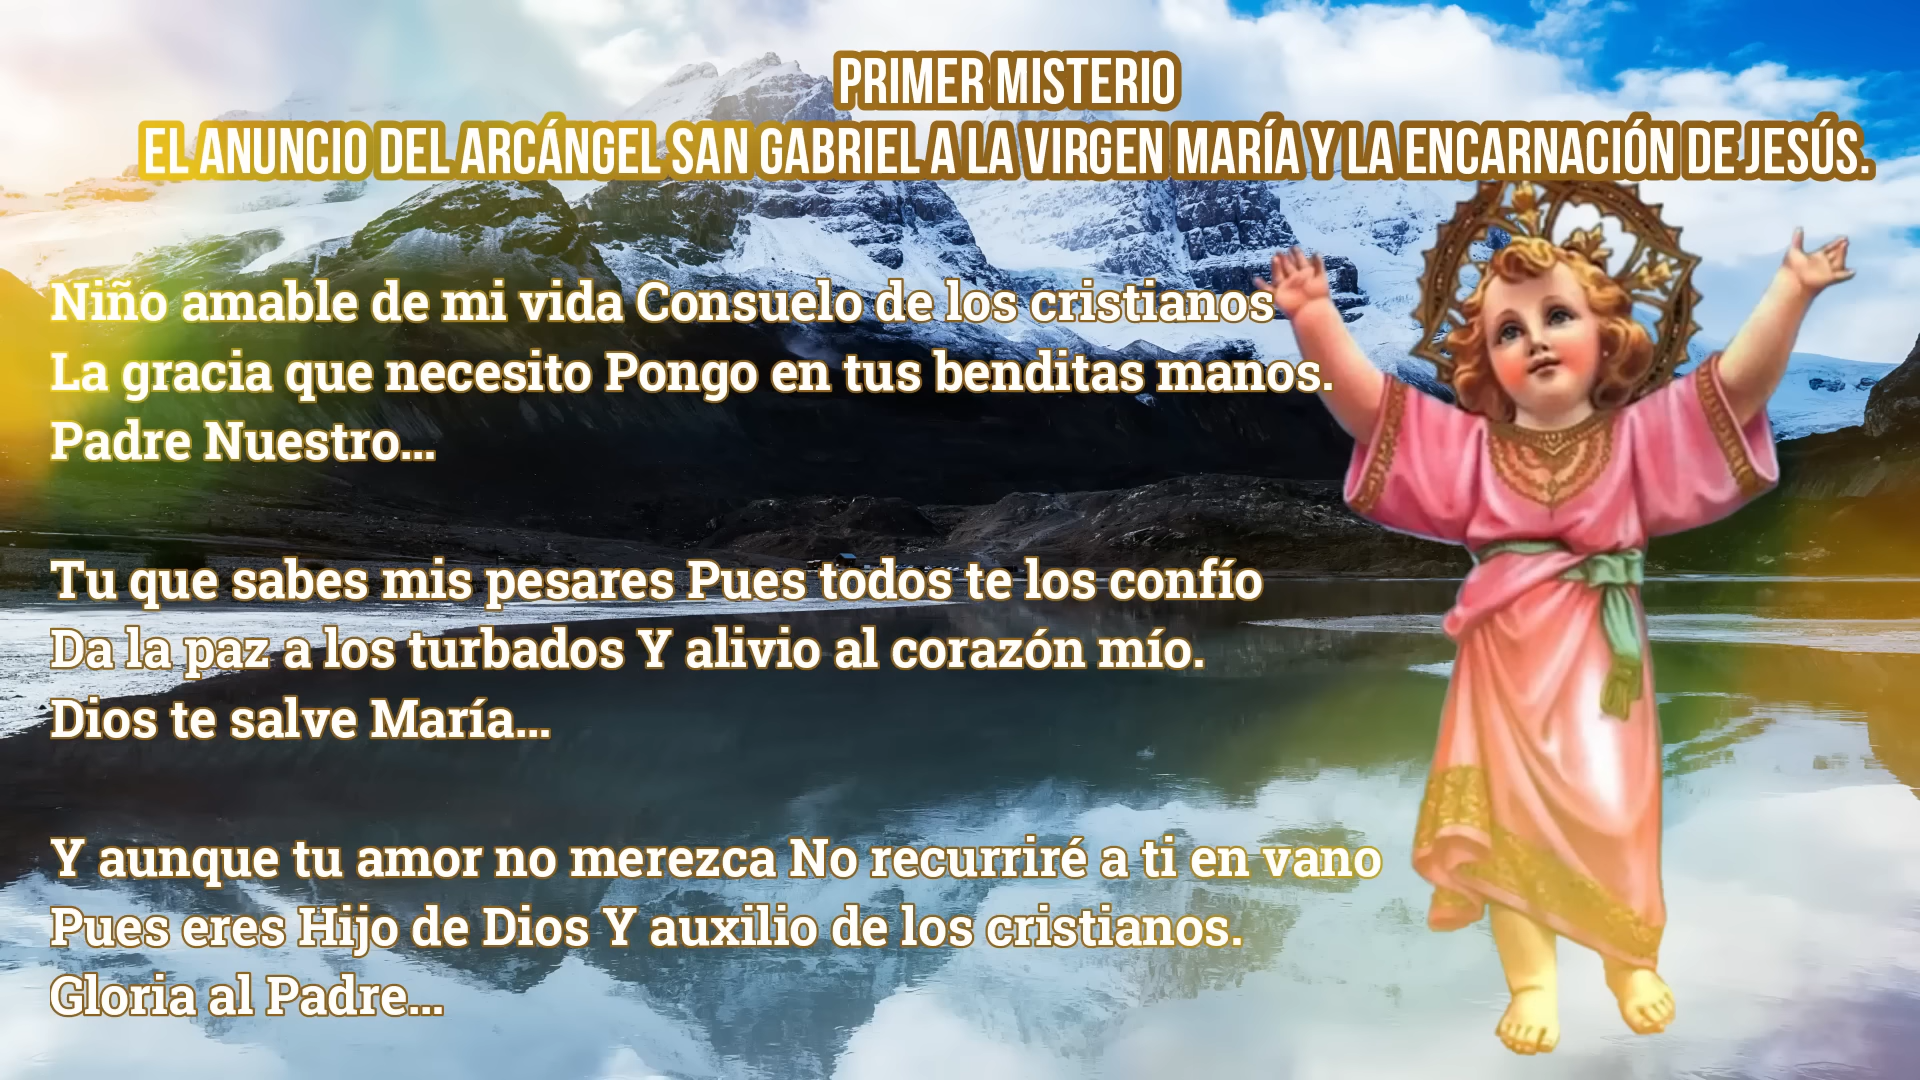 PRIMER MISTERIO
EL ANUNCIO DEL ARCÁNGEL SAN GABRIEL A LA VIRGEN MARÍA Y LA ENCARNACIÓN DE JESÚS.
Niño amable de mi vida Consuelo de los cristianos
La gracia que necesito Pongo en tus benditas manos.
Padre Nuestro...
Tu que sabes mis pesares Pues todos te los confío
Da la paz a los turbados Y alivio al corazón mío.
Dios te salve María...
Y aunque tu amor no merezca No recurriré a ti en vano
Pues eres Hijo de Dios Y auxilio de los cristianos.
Gloria al Padre...